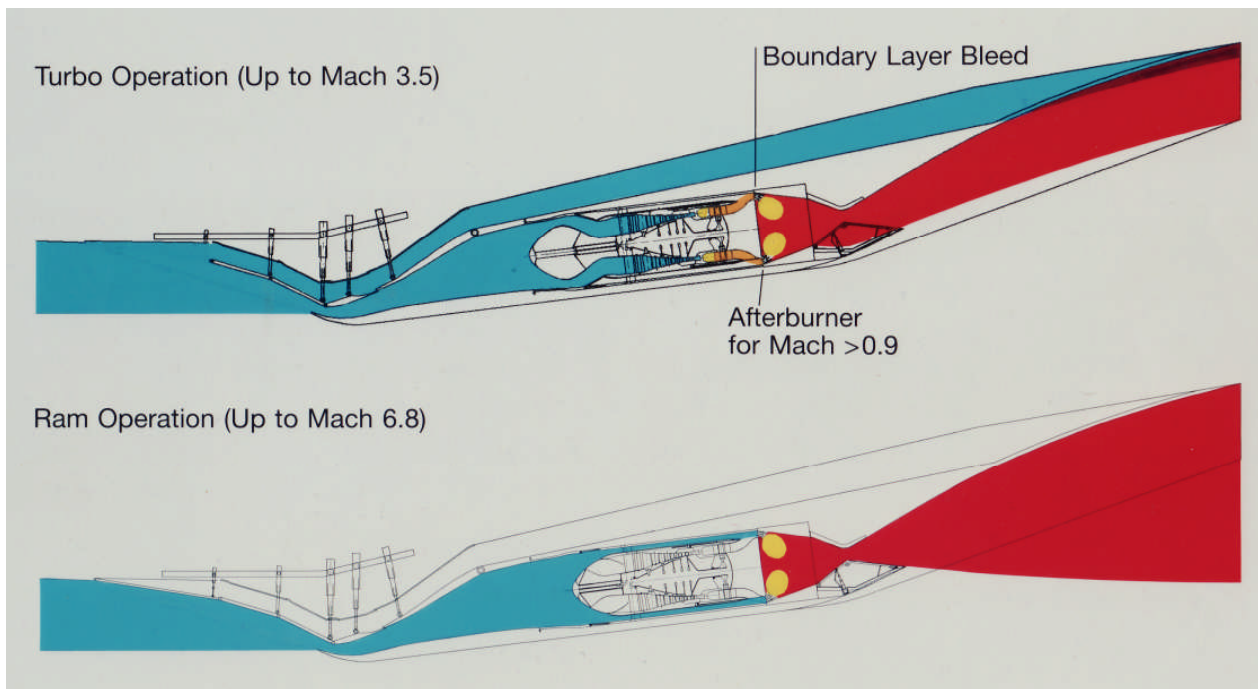 Turbo Operation (Up to Mach 3.5)
Boundary Layer Bleed
Afterburner
for Mach >0.9
Ram Operation (Up to Mach 6.8)